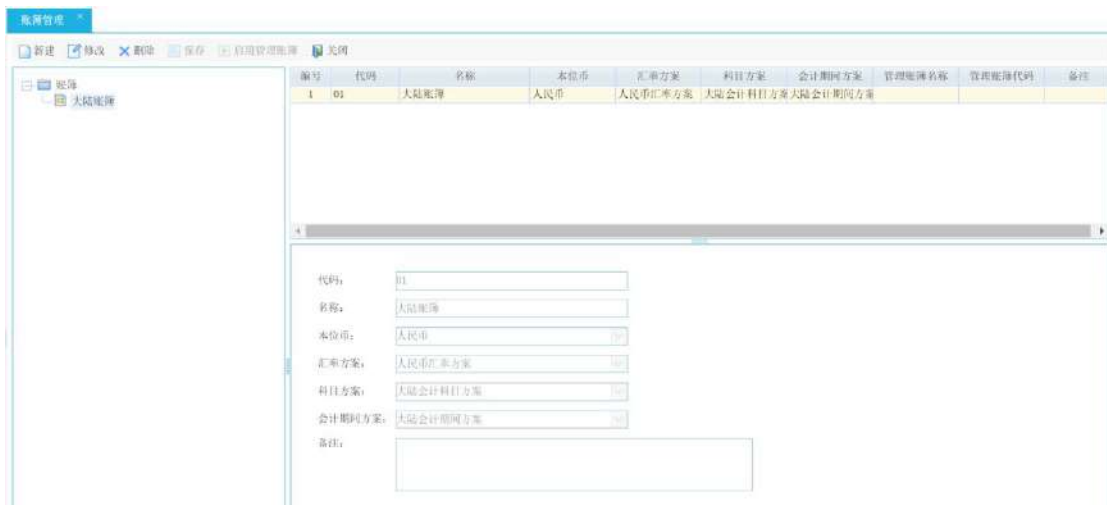 账簿管理 ×
新建 修改 删除 保存 启用管理账簿 关闭
账簿
大陆账簿
编号 代码 名称 本位币 汇率方案 科目方案 会计期间方案 管理账簿名称 管理账簿代码 备注
1 01 大陆账簿 人民币 人民币汇率方案 大陆会计科目方案 大陆会计期间方案
代码： 01
名称： 大陆账簿
本位币： 人民币
汇率方案： 人民币汇率方案
科目方案： 大陆会计科目方案
会计期间方案： 大陆会计期间方案
备注：